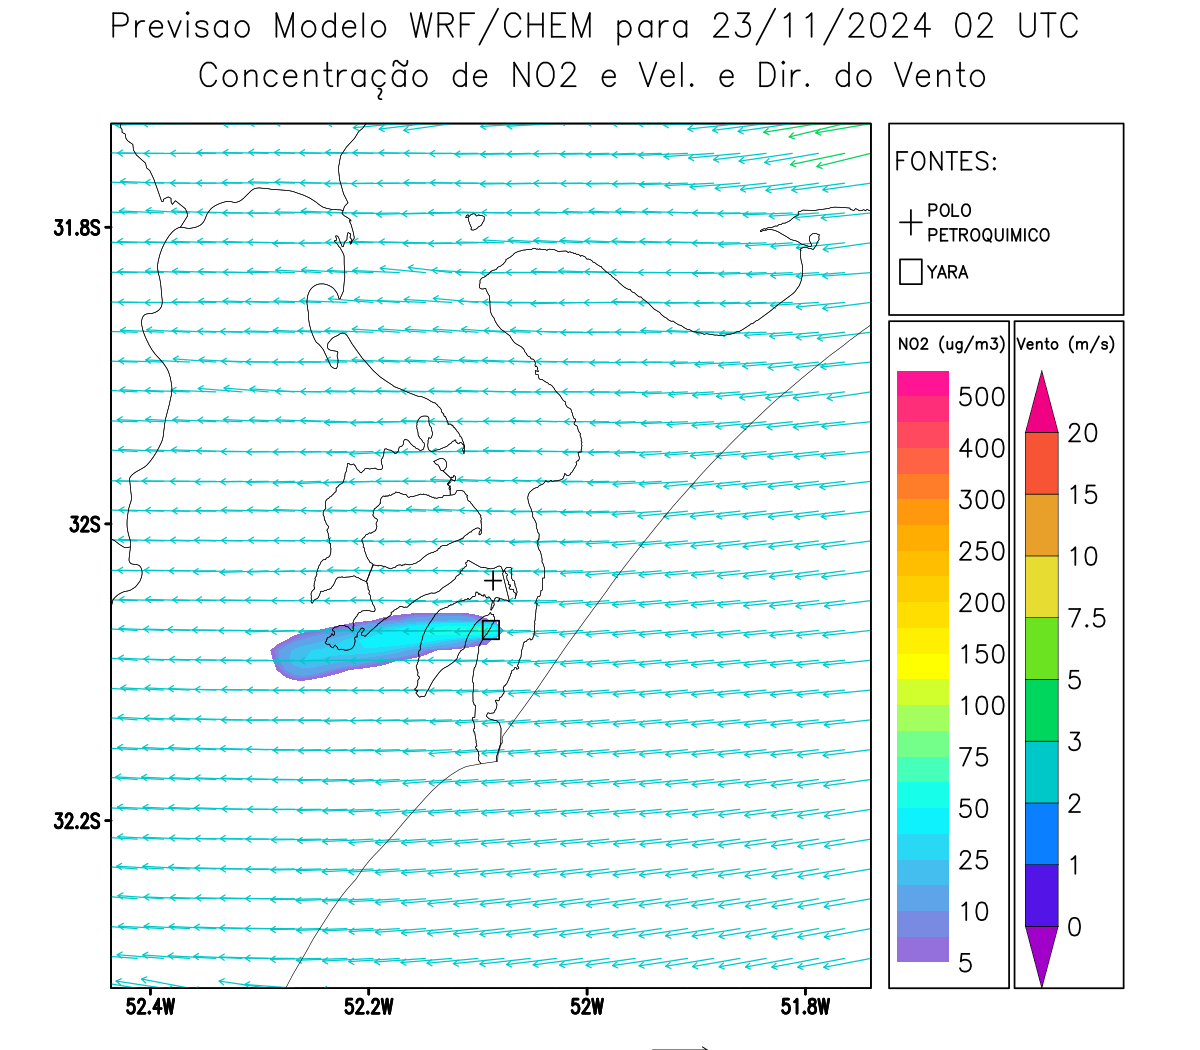 Previsao Modelo WRF/CHEM para 23/11/2024 02 UTC
Concentração de NO2 e Vel. e Dir. do Vento
FONTES:
POLO
PETROQUIMICO
YARA
31.8S
32S
32.2S
52.4W
52.2W
52W
51.8W
NO2 (ug/m3)
500
400
300
250
200
150
100
75
50
25
10
5
Vento (m/s)
20
15
10
7.5
5
3
2
1
0